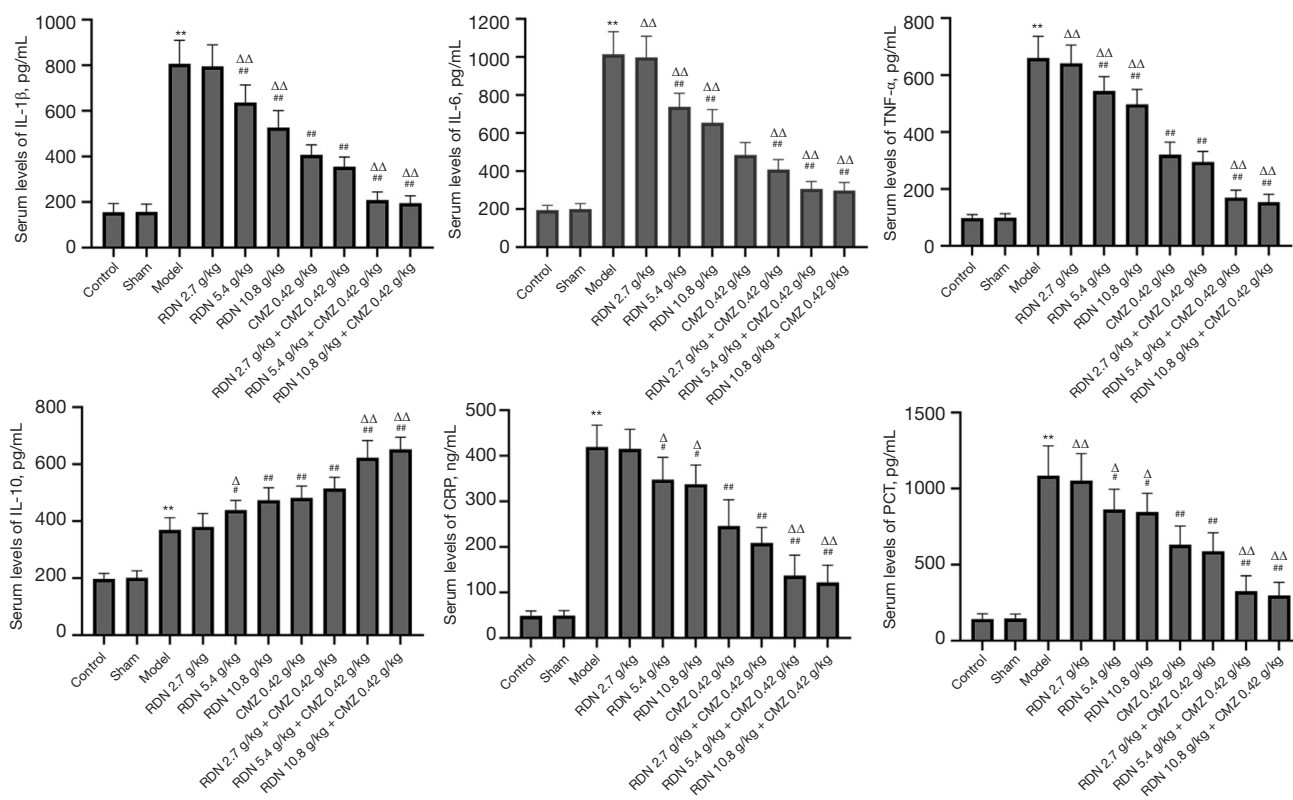 Serum levels of IL-1β, pg/mL
1000
800
600
400
200
0
**
ΔΔ
##
ΔΔ
##
##
##
ΔΔ
##
ΔΔ
##
Control
Sham
Model
RDN 2.7 g/kg
RDN 5.4 g/kg
RDN 10.8 g/kg
CMZ 0.42 g/kg
RDN 2.7 g/kg + CMZ 0.42 g/kg
RDN 5.4 g/kg + CMZ 0.42 g/kg
RDN 10.8 g/kg + CMZ 0.42 g/kg
Serum levels of IL-6, pg/mL
1200
1000
800
600
400
200
0
**
ΔΔ
ΔΔ
##
ΔΔ
##
ΔΔ
##
ΔΔ
##
ΔΔ
##
Control
Sham
Model
RDN 2.7 g/kg
RDN 5.4 g/kg
RDN 10.8 g/kg
CMZ 0.42 g/kg
RDN 2.7 g/kg + CMZ 0.42 g/kg
RDN 5.4 g/kg + CMZ 0.42 g/kg
RDN 10.8 g/kg + CMZ 0.42 g/kg
Serum levels of TNF-α, pg/mL
800
600
400
200
0
**
ΔΔ
ΔΔ
##
ΔΔ
##
##
##
ΔΔ
##
ΔΔ
##
Control
Sham
Model
RDN 2.7 g/kg
RDN 5.4 g/kg
RDN 10.8 g/kg
CMZ 0.42 g/kg
RDN 2.7 g/kg + CMZ 0.42 g/kg
RDN 5.4 g/kg + CMZ 0.42 g/kg
RDN 10.8 g/kg + CMZ 0.42 g/kg
Serum levels of IL-10, pg/mL
800
600
400
200
0
**
Δ
#
##
##
##
ΔΔ
##
ΔΔ
##
Control
Sham
Model
RDN 2.7 g/kg
RDN 5.4 g/kg
RDN 10.8 g/kg
CMZ 0.42 g/kg
RDN 2.7 g/kg + CMZ 0.42 g/kg
RDN 5.4 g/kg + CMZ 0.42 g/kg
RDN 10.8 g/kg + CMZ 0.42 g/kg
Serum levels of CRP, ng/mL
500
400
300
200
100
0
**
Δ
#
Δ
#
##
##
ΔΔ
##
ΔΔ
##
Control
Sham
Model
RDN 2.7 g/kg
RDN 5.4 g/kg
RDN 10.8 g/kg
CMZ 0.42 g/kg
RDN 2.7 g/kg + CMZ 0.42 g/kg
RDN 5.4 g/kg + CMZ 0.42 g/kg
RDN 10.8 g/kg + CMZ 0.42 g/kg
Serum levels of PCT, pg/mL
1500
1000
500
0
**
ΔΔ
Δ
#
Δ
#
##
##
ΔΔ
##
ΔΔ
##
Control
Sham
Model
RDN 2.7 g/kg
RDN 5.4 g/kg
RDN 10.8 g/kg
CMZ 0.42 g/kg
RDN 2.7 g/kg + CMZ 0.42 g/kg
RDN 5.4 g/kg + CMZ 0.42 g/kg
RDN 10.8 g/kg + CMZ 0.42 g/kg